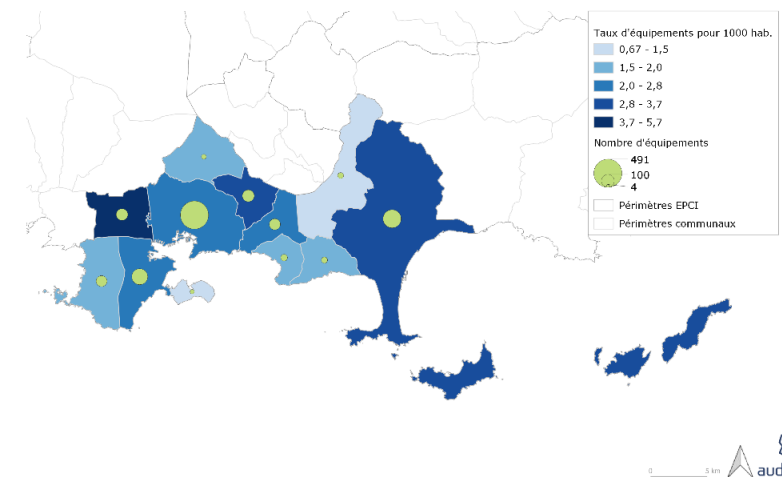 Taux d'équipements pour 1000 hab.
0,67 - 1,5
1,5 - 2,0
2,0 - 2,8
2,8 - 3,7
3,7 - 5,7
Nombre d'équipements
491
100
4
Périmètres EPCI
Périmètres communaux
0 5 km
aud